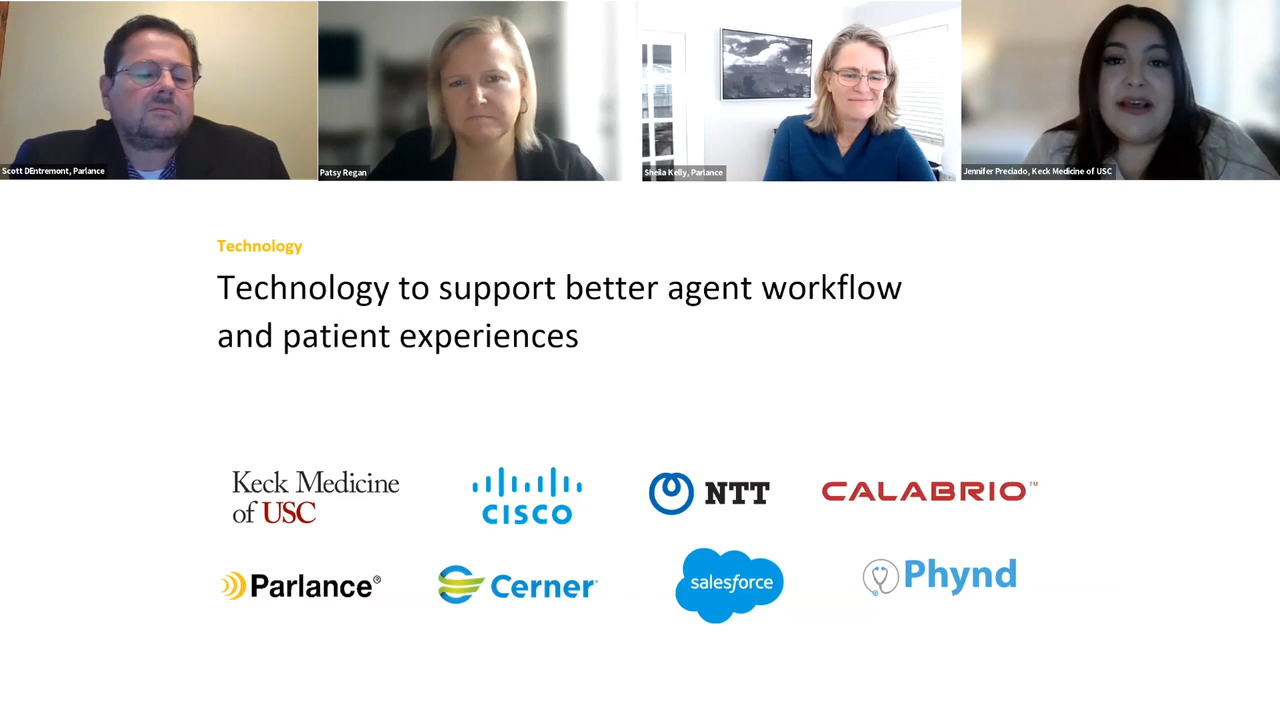 Scott DEntremont, Parlance
Patsy Regan
Sheila Kelly, Parlance
Jennifer Preciado, Keck Medicine of USC
Technology
Technology to support better agent workflow
and patient experiences
Keck Medicine
of USC
CISCO
NTT
CALABRIO™
Parlance®
Cerner
salesforce
Phynd